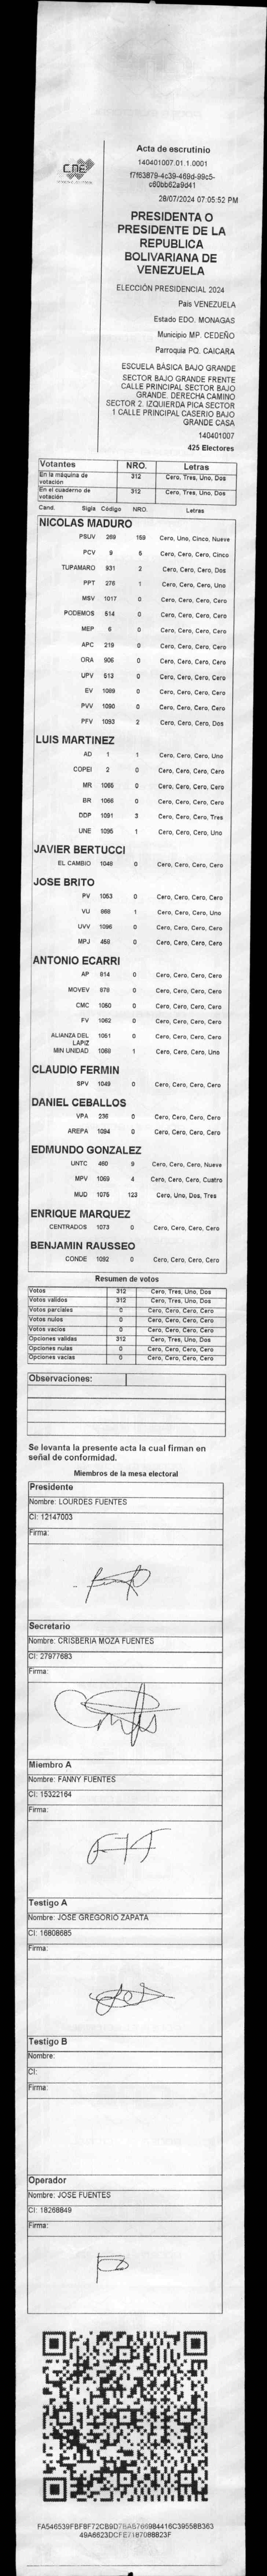 CNE
Acta de escrutinio
140401007.01.1.0001
f7f63879-4c39-469d-99c5-
c60bb62a9d41
28/07/2024 07:05:52 PM
PRESIDENTA O
PRESIDENTE DE LA
REPUBLICA
BOLIVARIANA DE
VENEZUELA
ELECCIÓN PRESIDENCIAL 2024
País VENEZUELA
Estado EDO. MONAGAS
Municipio MP. CEDEÑO
Parroquia PQ. CAICARA
ESCUELA BÁSICA BAJO GRANDE
SECTOR BAJO GRANDE FRENTE
CALLE PRINCIPAL SECTOR BAJO
GRANDE. DERECHA CAMINO
SECTOR 2. IZQUIERDA PICA SECTOR
1 CALLE PRINCIPAL CASERIO BAJO
GRANDE CASA
140401007
425 Electores
Votantes NRO. Letras
En la máquina de votación 312 Cero, Tres, Uno, Dos
En el cuaderno de votación 312 Cero, Tres, Uno, Dos
Cand. Sigla Código NRO. Letras
NICOLAS MADURO
PSUV 269 159 Cero, Uno, Cinco, Nueve
PCV 9 5 Cero, Cero, Cero, Cinco
TUPAMARO 931 2 Cero, Cero, Cero, Dos
PPT 276 1 Cero, Cero, Cero, Uno
MSV 1017 0 Cero, Cero, Cero, Cero
PODEMOS 514 0 Cero, Cero, Cero, Cero
MEP 6 0 Cero, Cero, Cero, Cero
APC 219 0 Cero, Cero, Cero, Cero
ORA 906 0 Cero, Cero, Cero, Cero
UPV 513 0 Cero, Cero, Cero, Cero
EV 1089 0 Cero, Cero, Cero, Cero
PVV 1090 0 Cero, Cero, Cero, Cero
PFV 1093 2 Cero, Cero, Cero, Dos
LUIS MARTINEZ
AD 1 1 Cero, Cero, Cero, Uno
COPEI 2 0 Cero, Cero, Cero, Cero
MR 1065 0 Cero, Cero, Cero, Cero
BR 1066 0 Cero, Cero, Cero, Cero
DDP 1091 3 Cero, Cero, Cero, Tres
UNE 1095 1 Cero, Cero, Cero, Uno
JAVIER BERTUCCI
EL CAMBIO 1048 0 Cero, Cero, Cero, Cero
JOSE BRITO
PV 1053 0 Cero, Cero, Cero, Cero
VU 868 1 Cero, Cero, Cero, Uno
UVV 1096 0 Cero, Cero, Cero, Cero
MPJ 459 0 Cero, Cero, Cero, Cero
ANTONIO ECARRI
AP 814 0 Cero, Cero, Cero, Cero
MOVEV 878 0 Cero, Cero, Cero, Cero
CMC 1050 0 Cero, Cero, Cero, Cero
FV 1062 0 Cero, Cero, Cero, Cero
ALIANZA DEL LAPIZ 1051 0 Cero, Cero, Cero, Cero
MIN UNIDAD 1088 1 Cero, Cero, Cero, Uno
CLAUDIO FERMIN
SPV 1049 0 Cero, Cero, Cero, Cero
DANIEL CEBALLOS
VPA 236 0 Cero, Cero, Cero, Cero
AREPA 1094 0 Cero, Cero, Cero, Cero
EDMUNDO GONZALEZ
UNTC 460 9 Cero, Cero, Cero, Nueve
MPV 1069 4 Cero, Cero, Cero, Cuatro
MUD 1076 123 Cero, Uno, Dos, Tres
ENRIQUE MARQUEZ
CENTRADOS 1073 0 Cero, Cero, Cero, Cero
BENJAMIN RAUSSEO
CONDE 1092 0 Cero, Cero, Cero, Cero
Resumen de votos
Votos 312 Cero, Tres, Uno, Dos
Votos validos 312 Cero, Tres, Uno, Dos
Votos parciales 0 Cero, Cero, Cero, Cero
Votos nulos 0 Cero, Cero, Cero, Cero
Votos vacios 0 Cero, Cero, Cero, Cero
Opciones validas 312 Cero, Tres, Uno, Dos
Opciones nulas 0 Cero, Cero, Cero, Cero
Opciones vacias 0 Cero, Cero, Cero, Cero
Observaciones:
Se levanta la presente acta la cual firman en
señal de conformidad.
Miembros de la mesa electoral
Presidente
Nombre: LOURDES FUENTES
CI: 12147003
Firma:
Secretario
Nombre: CRISBERIA MOZA FUENTES
CI: 27977683
Firma:
Miembro A
Nombre: FANNY FUENTES
CI: 15322164
Firma:
Testigo A
Nombre: JOSE GREGORIO ZAPATA
CI: 16808685
Firma:
Testigo B
Nombre:
CI:
Firma:
Operador
Nombre: JOSE FUENTES
CI: 18268849
Firma: